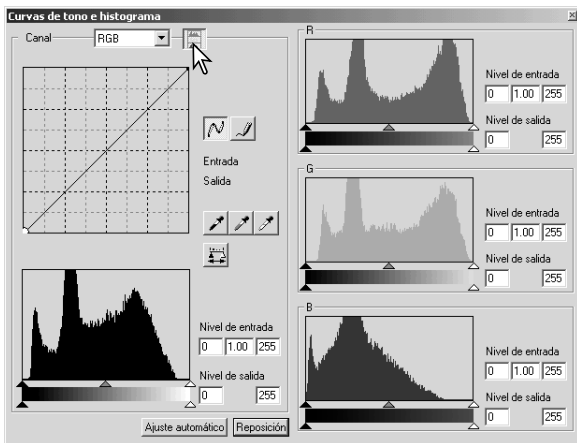 Curvas de tono e histograma
Canal
RGB
Entrada
Salida
Nivel de entrada
0 1.00 255
Nivel de salida
0 255
Ajuste automático Reposición
R
Nivel de entrada
0 1.00 255
Nivel de salida
0 255
G
Nivel de entrada
0 1.00 255
Nivel de salida
0 255
B
Nivel de entrada
0 1.00 255
Nivel de salida
0 255